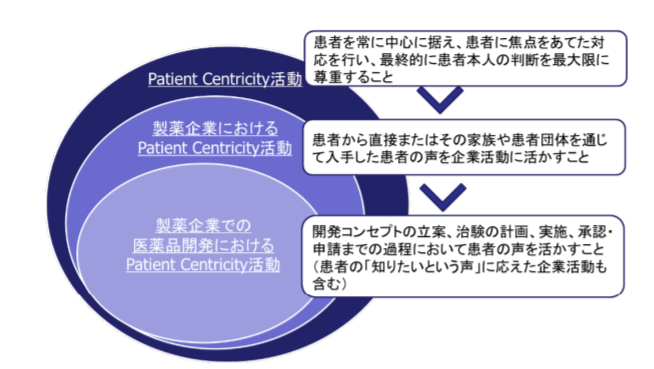 Patient Centricity活動
患者を常に中心に据え、患者に焦点をあてた対
応を行い、最終的に患者本人の判断を最大限に
尊重すること
製薬企業における
Patient Centricity活動
患者から直接またはその家族や患者団体を通じ
て入手した患者の声を企業活動に活かすこと
製薬企業での
医薬品開発における
Patient Centricity活動
開発コンセプトの立案、治験の計画、実施、承認・
申請までの過程において患者の声を活かすこと
（患者の「知りたいという声」に応えた企業活動も
含む）